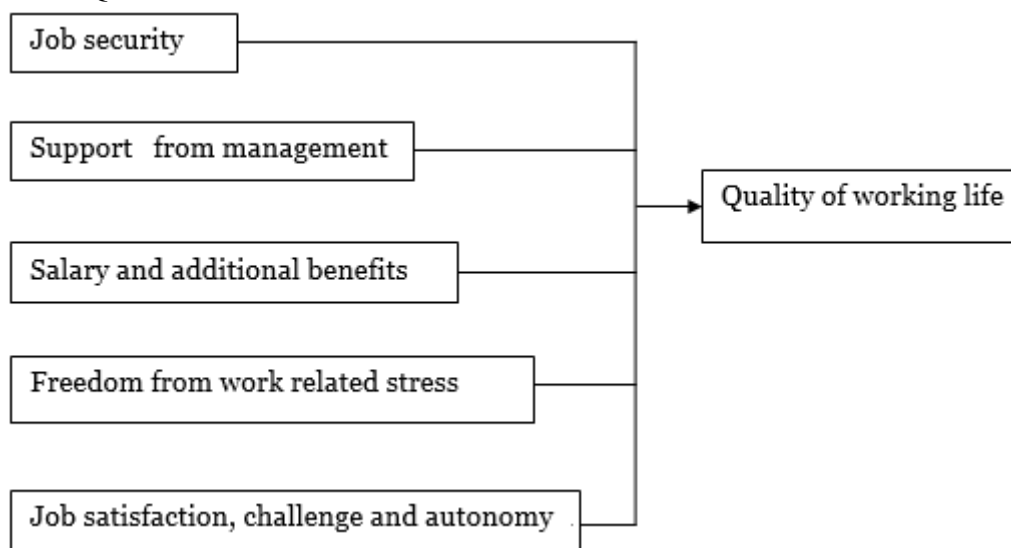 Job security
Support from management
Quality of working life
Salary and additional benefits
Freedom from work related stress
Job satisfaction, challenge and autonomy